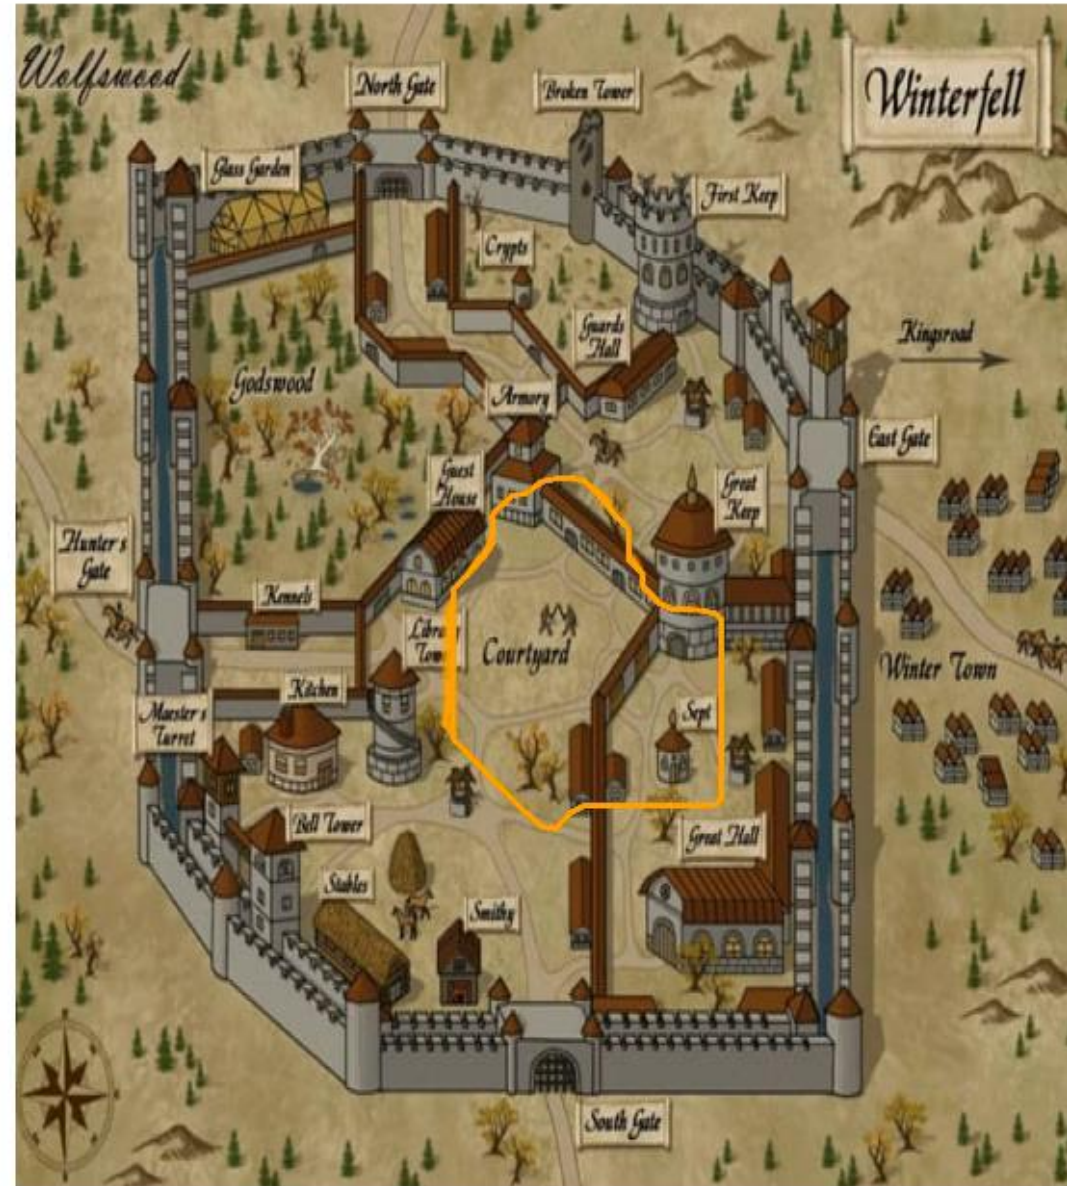 Wolfswood
North Gate
Broken Tower
Winterfell
Glass Garden
First Keep
Crypts
Guards
Hall
Kingsroad
Godswood
Armory
East Gate
Guest
House
Great
Keep
Hunter's
Gate
Kennels
Library
Tower
Courtyard
Winter Town
Kitchen
Maester's
Turret
Sept
Bell Tower
Great Hall
Stables
Smithy
South Gate